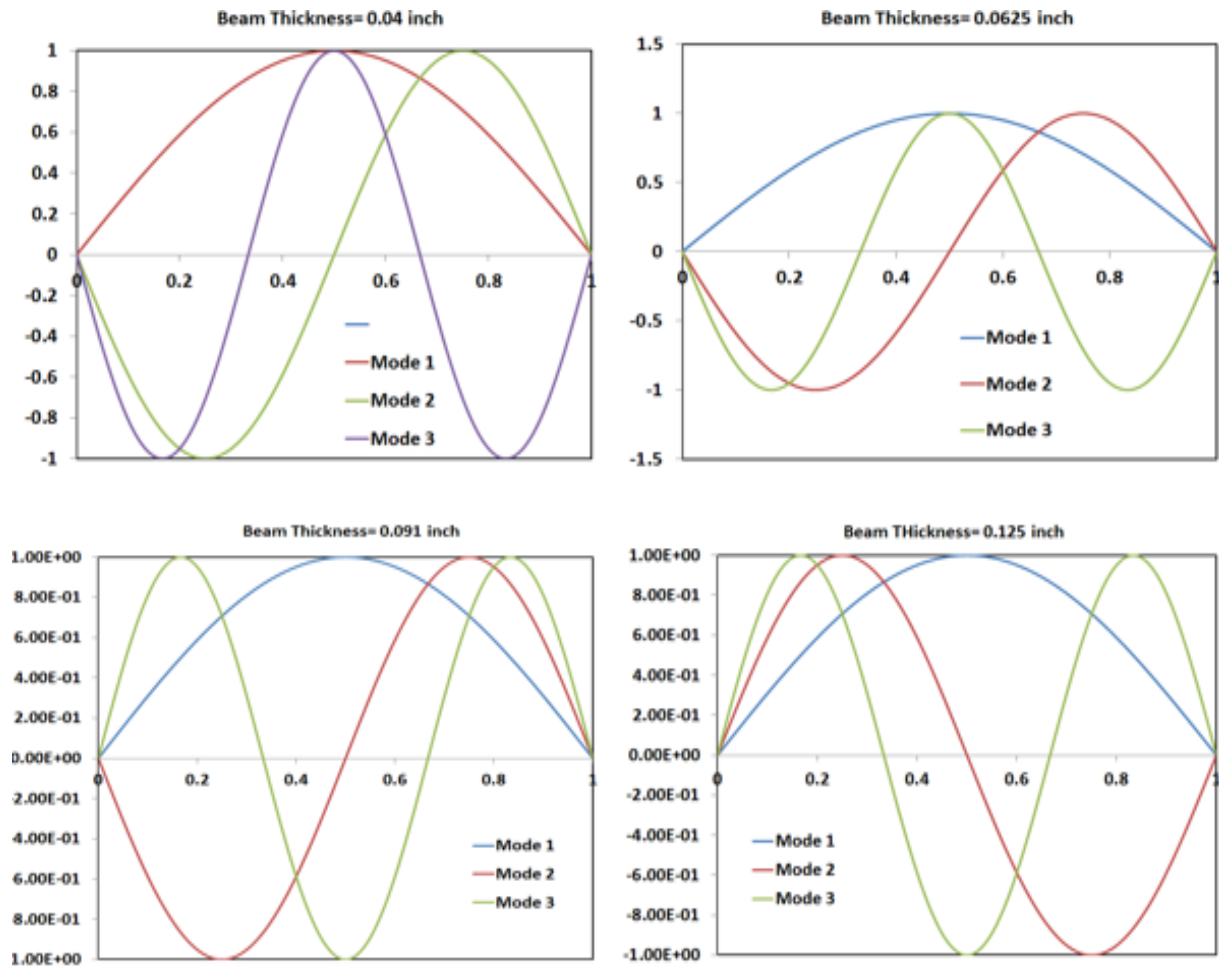 Beam Thickness= 0.04 inch
1
0.8
0.6
0.4
0.2
0
-0.2
-0.4
-0.6
-0.8
-1
0 0.2 0.4 0.6 0.8 1
Mode 1
Mode 2
Mode 3
Beam Thickness= 0.0625 inch
1.5
1
0.5
0
-0.5
-1
-1.5
0 0.2 0.4 0.6 0.8 1
Mode 1
Mode 2
Mode 3
Beam Thickness= 0.091 inch
1.00E+00
8.00E-01
6.00E-01
4.00E-01
2.00E-01
0.00E+00
2.00E-01
4.00E-01
6.00E-01
8.00E-01
1.00E+00
0 0.2 0.4 0.6 0.8 1
Mode 1
Mode 2
Mode 3
Beam THickness= 0.125 inch
1.00E+00
8.00E-01
6.00E-01
4.00E-01
2.00E-01
0.00E+00
-2.00E-01
-4.00E-01
-6.00E-01
-8.00E-01
-1.00E+00
0 0.2 0.4 0.6 0.8 1
Mode 1
Mode 2
Mode 3